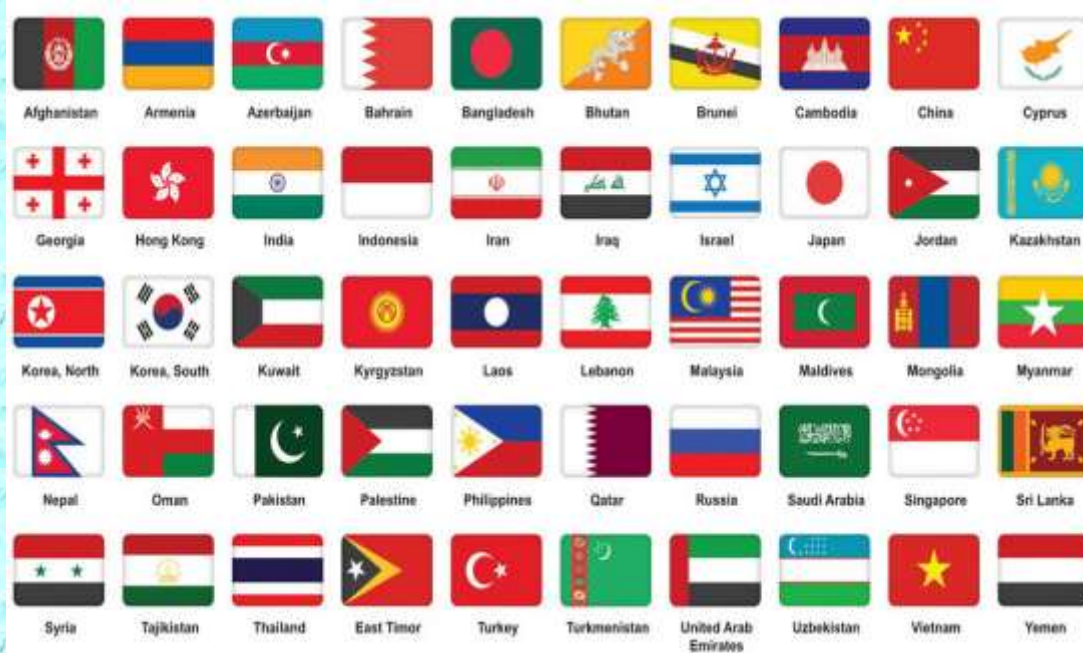 Afghanistan Armenia Azerbaijan Bahrain Bangladesh Bhutan Brunei Cambodia China Cyprus
Georgia Hong Kong India Indonesia Iran Iraq Israel Japan Jordan Kazakhstan
Korea, North Korea, South Kuwait Kyrgyzstan Laos Lebanon Malaysia Maldives Mongolia Myanmar
Nepal Oman Pakistan Palestine Philippines Qatar Russia Saudi Arabia Singapore Sri Lanka
Syria Tajikistan Thailand East Timor Turkey Turkmenistan United Arab Uzbekistan Vietnam Yemen
Emirates